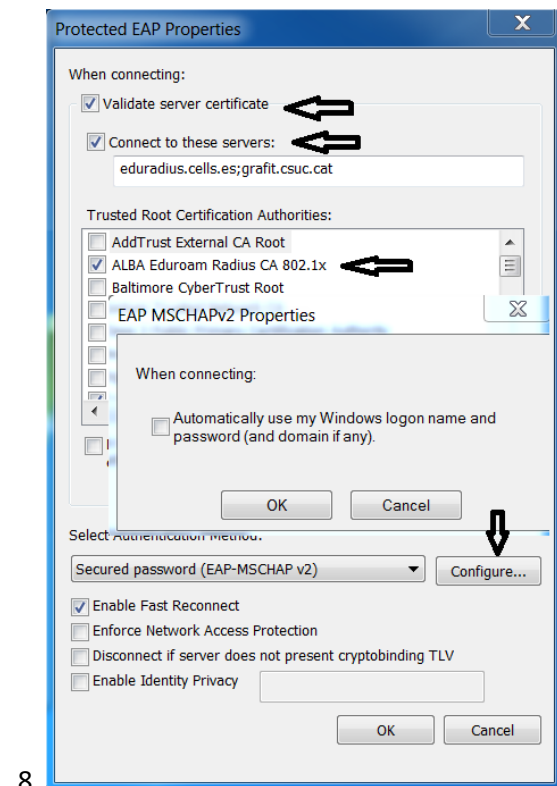 Protected EAP Properties
X
When connecting:
Validate server certificate
Connect to these servers:
eduradius.cells.es;grafit.csuc.cat
Trusted Root Certification Authorities:
AddTrust External CA Root
ALBA Eduroam Radius CA 802.1x
Baltimore CyberTrust Root
EAP MSCHAPv2 Properties
When connecting:
Automatically use my Windows logon name and
password (and domain if any).
OK Cancel
Select Authentication Method:
Secured password (EAP-MSCHAP v2) Configure...
Enable Fast Reconnect
Enforce Network Access Protection
Disconnect if server does not present cryptobinding TLV
Enable Identity Privacy
OK Cancel
8